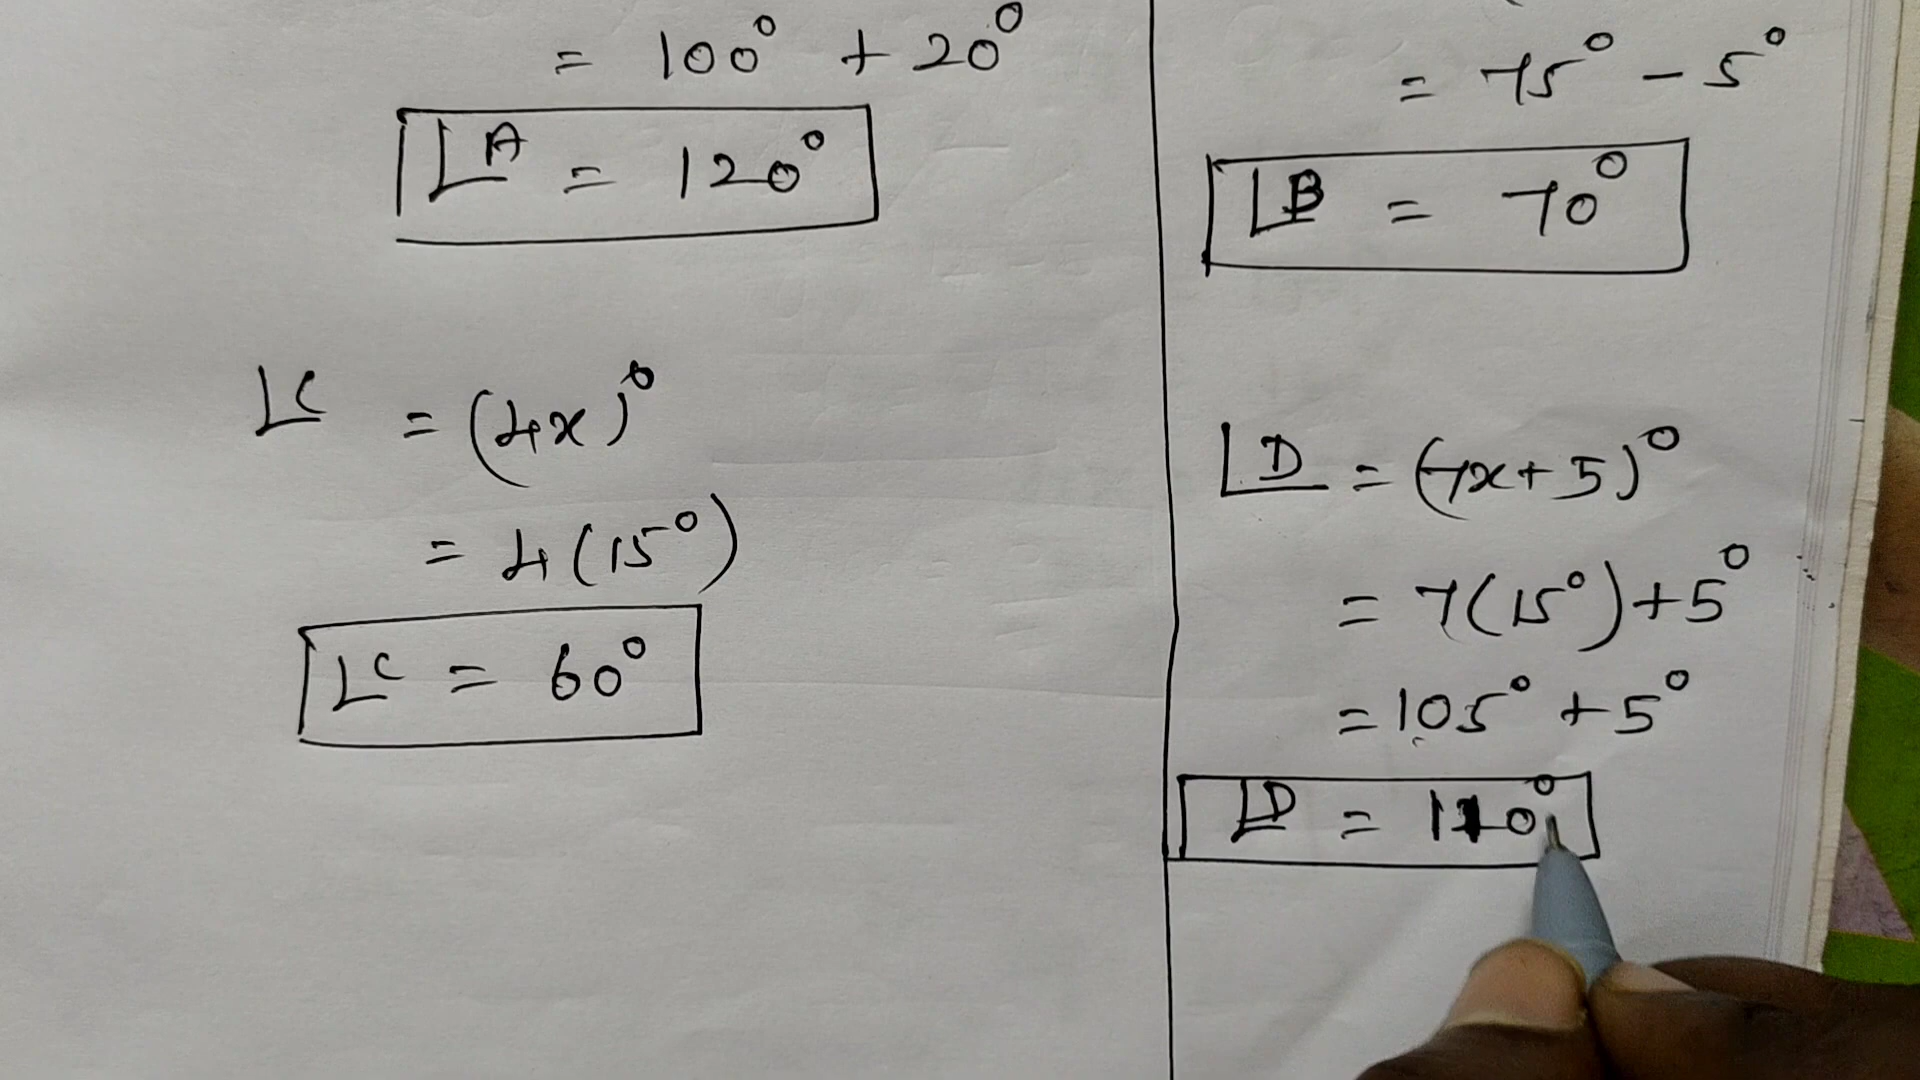 = 100° + 20°
∠A = 120°
∠C = (4x)°
= 4(15°)
∠C = 60°
= 75° - 5°
∠B = 70°
∠D = (7x+5)°
= 7(15°)+5°
= 105° + 5°
∠D = 110°